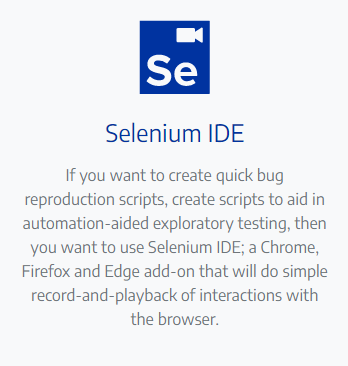 Se
Selenium IDE
If you want to create quick bug
reproduction scripts, create scripts to aid in
automation-aided exploratory testing, then
you want to use Selenium IDE; a Chrome,
Firefox and Edge add-on that will do simple
record-and-playback of interactions with
the browser.